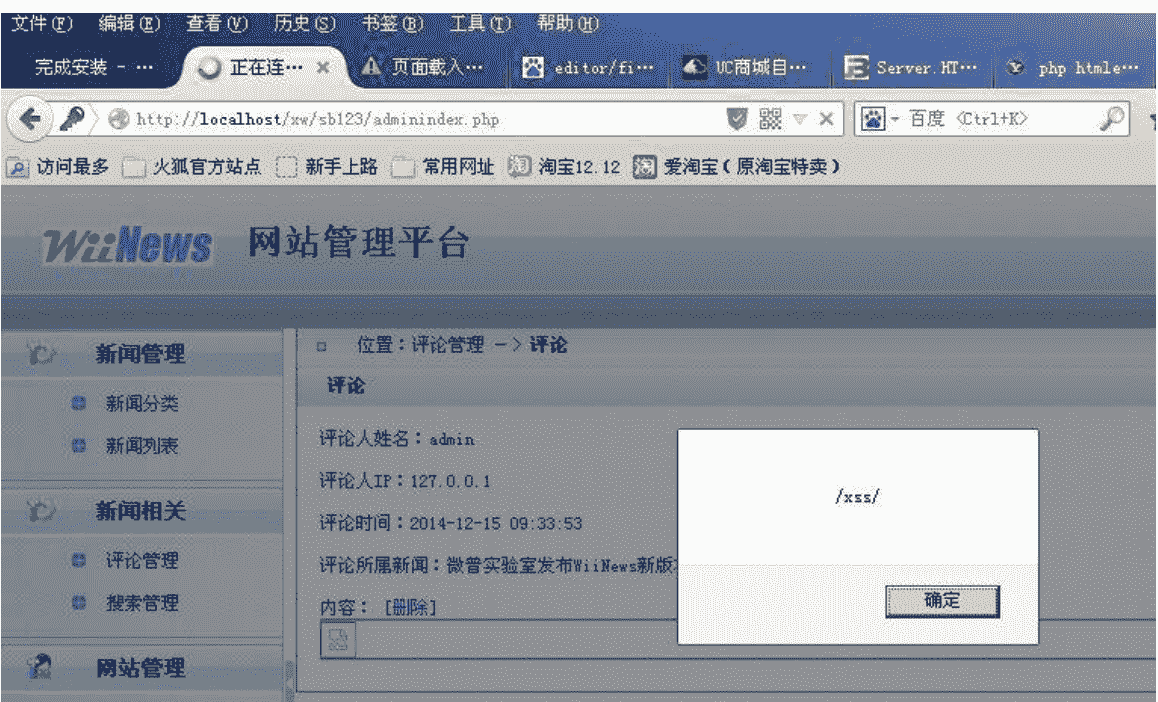 文件(F) 编辑(E) 查看(V) 历史(S) 书签(B) 工具(T) 帮助(H)
完成安装 - … 正在连… × 页面载入… editor/fi… UC商城自… Server.HT… php htmle…
http://localhost/xw/sb123/adminindex.php 百度 <Ctrl+K>
访问最多 火狐官方站点 新手上路 常用网址 淘宝12.12 爱淘宝(原淘宝特卖)
WiiNews 网站管理平台
新闻管理
新闻分类
新闻列表
新闻相关
评论管理
搜索管理
网站管理
位置:评论管理 -> 评论
评论
评论人姓名:admin
评论人IP:127.0.0.1
评论时间:2014-12-15 09:33:53
评论所属新闻:微普实验室发布WiiNews新版
内容: [删除]
/xss/
确定